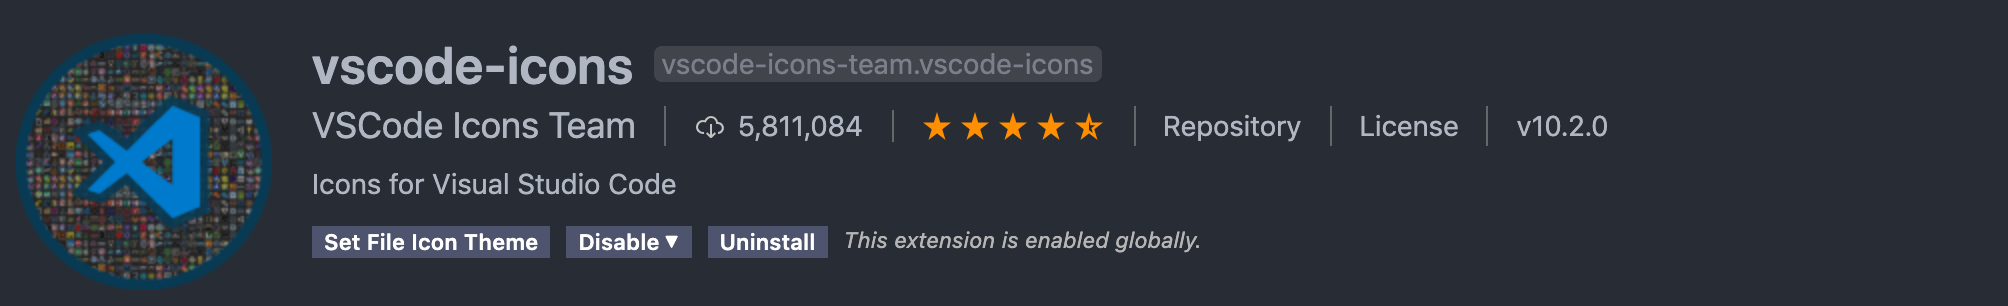 vscode-icons vscode-icons-team.vscode-icons
VSCode Icons Team 5,811,084 Repository License v10.2.0
Icons for Visual Studio Code
Set File Icon Theme Disable ▼ Uninstall This extension is enabled globally.